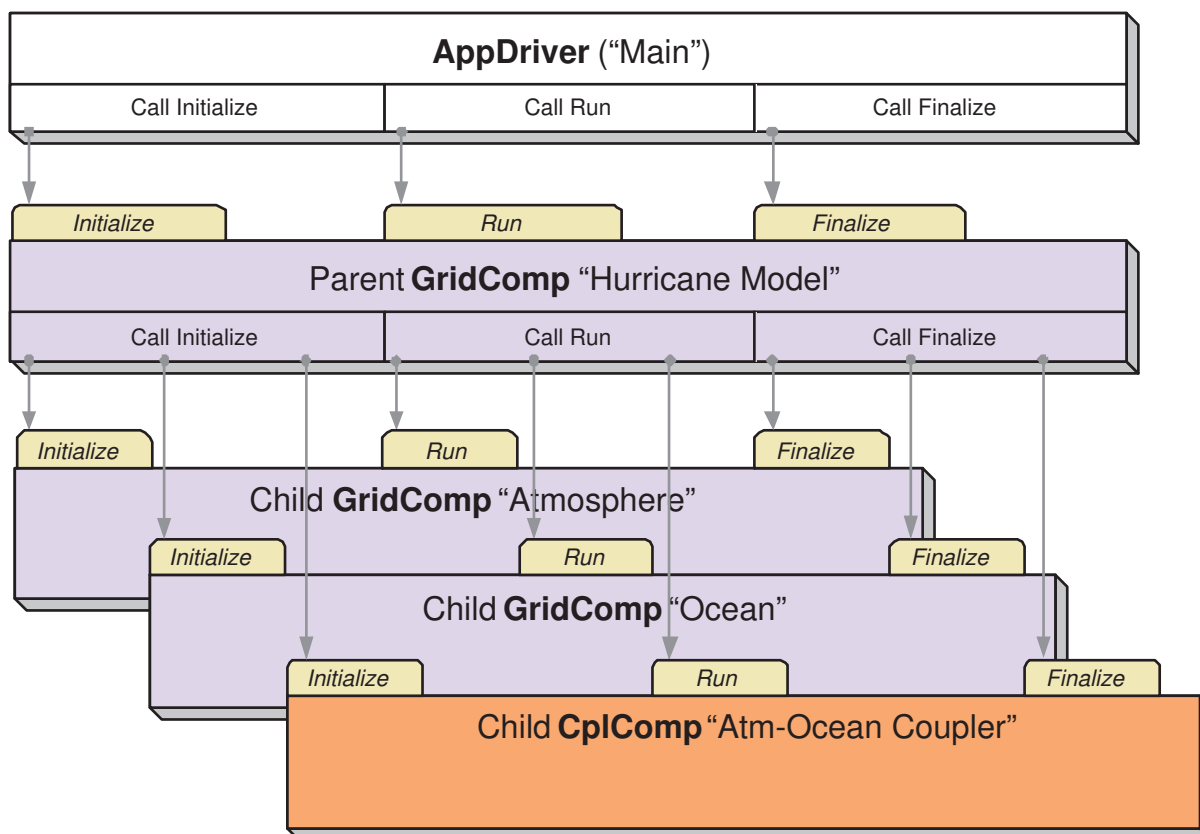 AppDriver (“Main”)
Call Initialize
Call Run
Call Finalize
Initialize
Run
Finalize
Parent GridComp “Hurricane Model”
Call Initialize
Call Run
Call Finalize
Initialize
Run
Finalize
Child GridComp “Atmosphere”
Initialize
Run
Finalize
Child GridComp “Ocean”
Initialize
Run
Finalize
Child CplComp “Atm-Ocean Coupler”